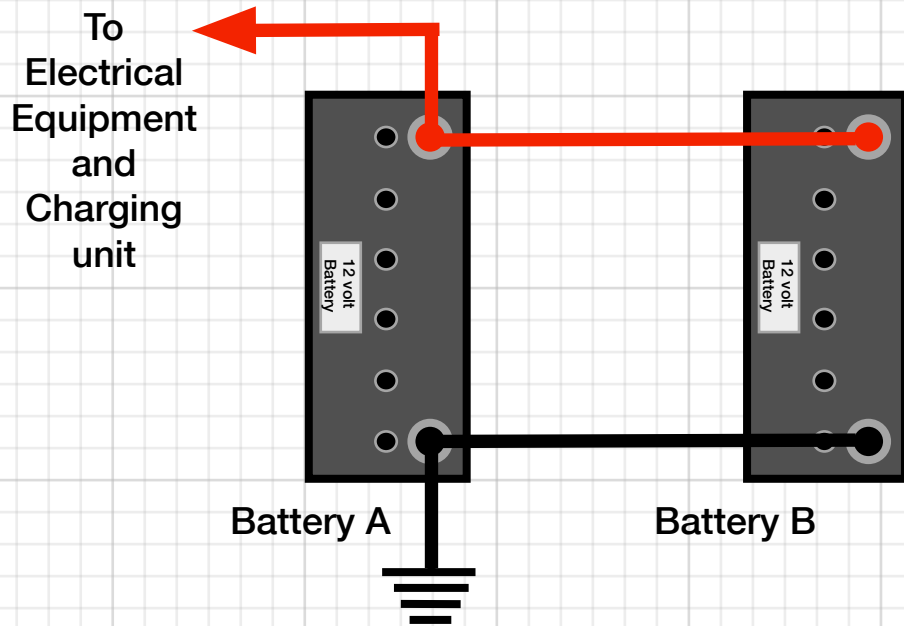 To
Electrical
Equipment
and
Charging
unit
12 volt
Battery
12 volt
Battery
Battery A
Battery B